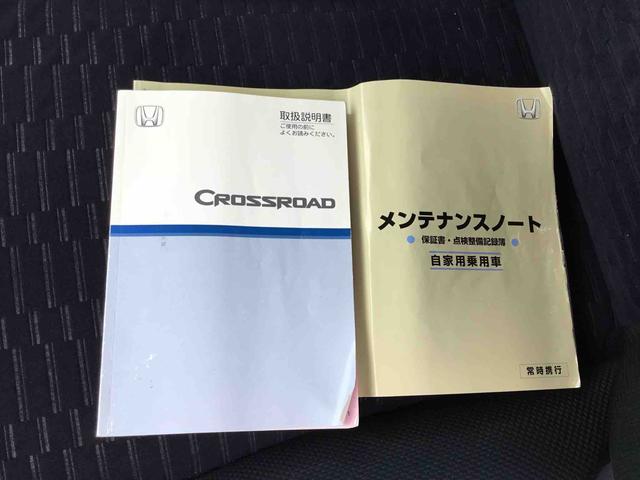 取扱説明書
ご使用の前に
よくお読みください。
CROSSROAD
メンテナンスノート
保証書・点検整備記録簿
自家用乗用車
常時携行